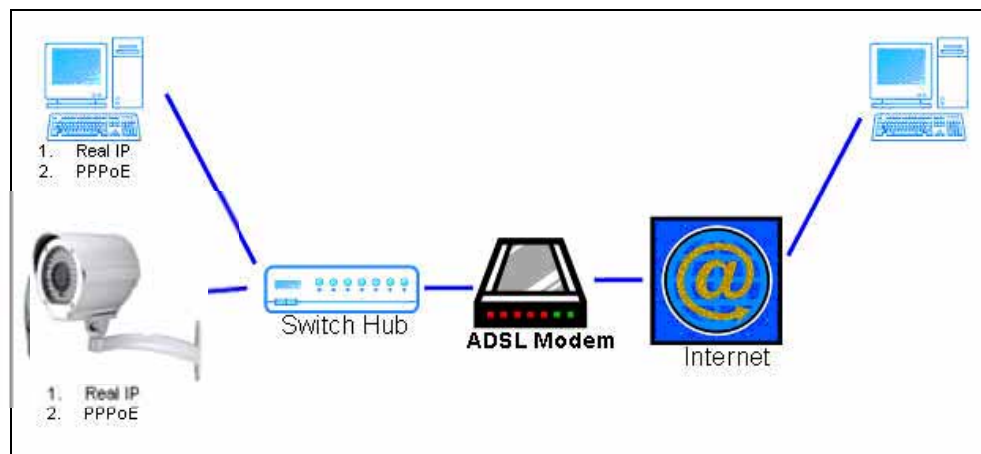 1. Real IP
2. PPPoE
Switch Hub
ADSL Modem
Internet
1. Real IP
2. PPPoE